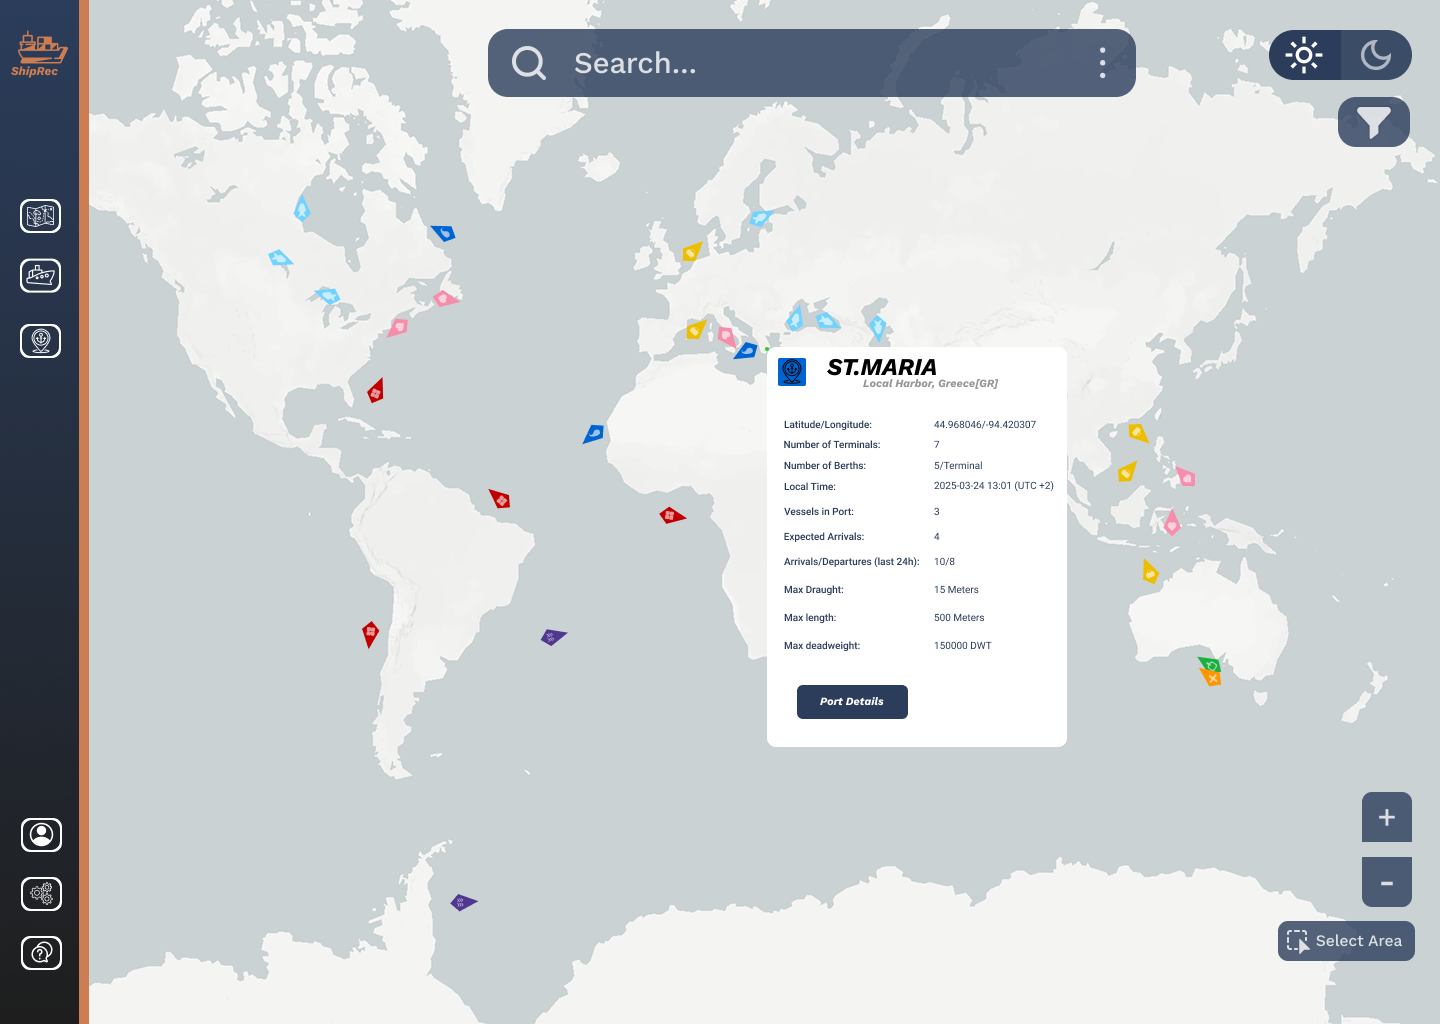 ShipRec
Search...
ST.MARIA
Local Harbor, Greece[GR]
Latitude/Longitude: 44.968046/-94.420307
Number of Terminals: 7
Number of Berths: 5/Terminal
Local Time: 2025-03-24 13:01 (UTC +2)
Vessels in Port: 3
Expected Arrivals: 4
Arrivals/Departures (last 24h): 10/8
Max Draught: 15 Meters
Max length: 500 Meters
Max deadweight: 150000 DWT
Port Details
+
-
Select Area